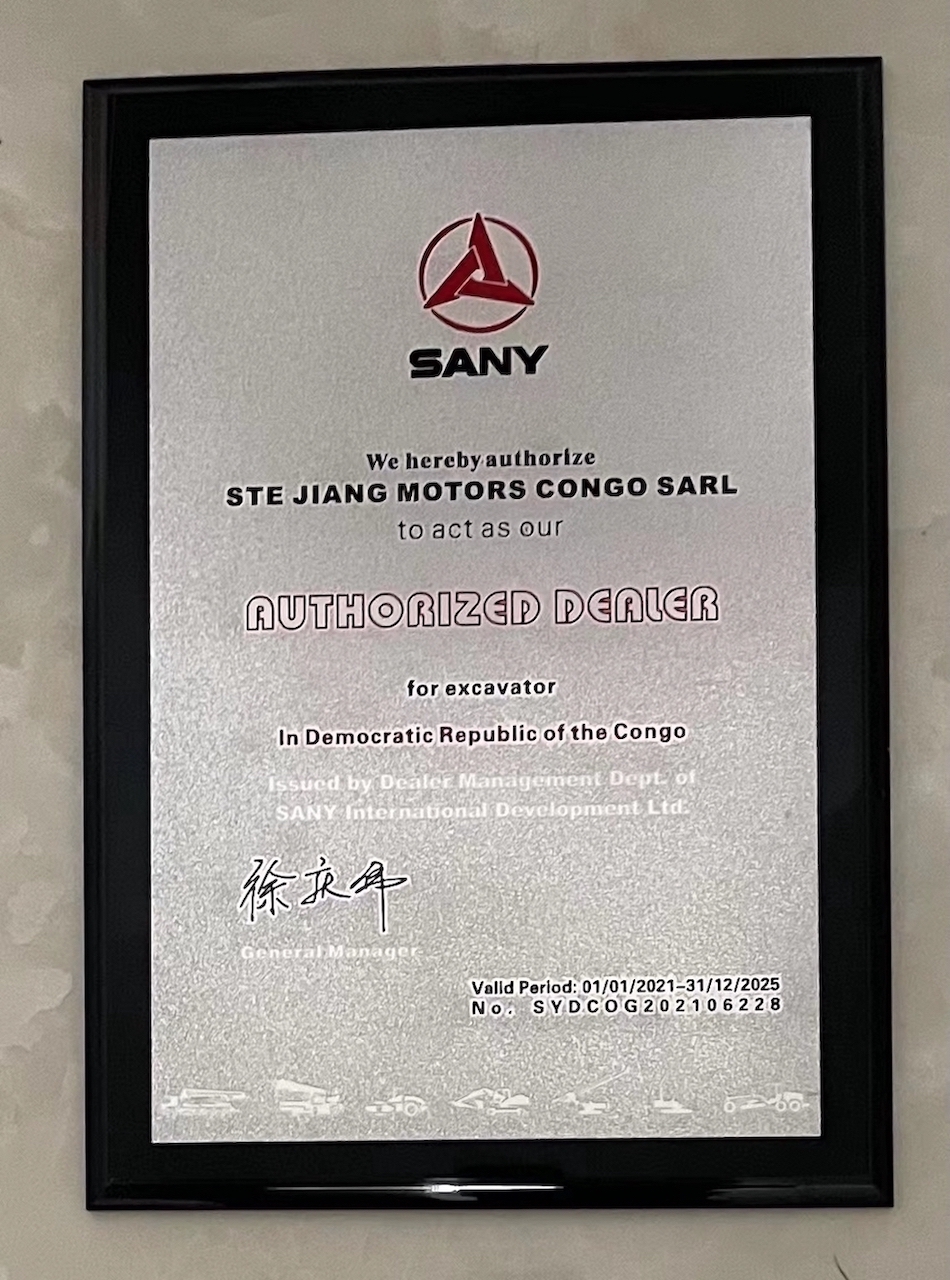 SANY
We hereby authorize
STE JIANG MOTORS CONGO SARL
to act as our
AUTHORIZED DEALER
for excavator
In Democratic Republic of the Congo
Issued by Dealer Management Dept. of
SANY International Development Ltd.
徐庆伟
General Manager
Valid Period: 01/01/2021–31/12/2025
No. SYDCOG202106228